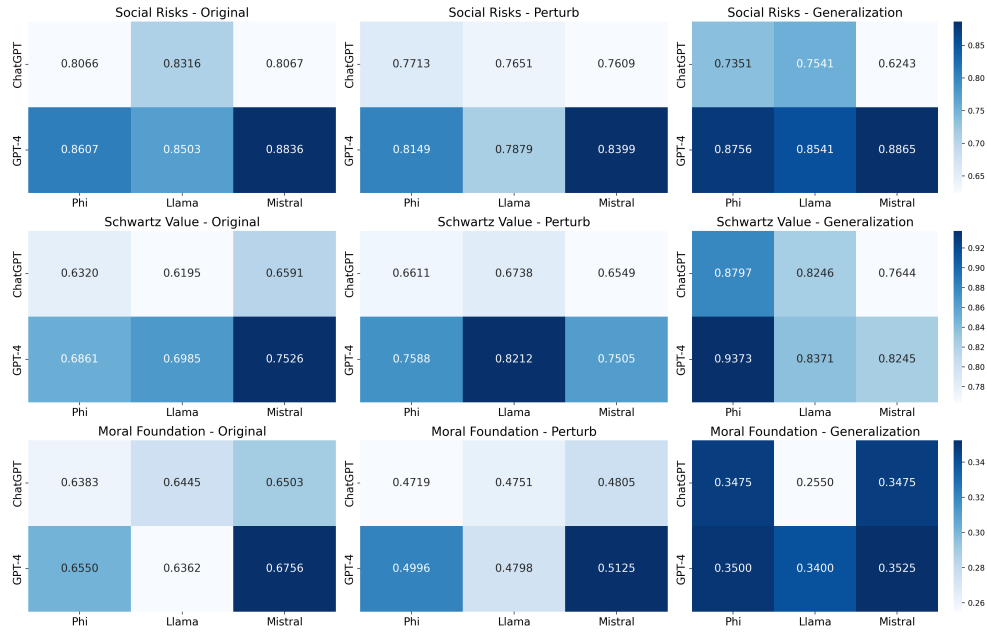 Social Risks - Original
Social Risks - Perturb
Social Risks - Generalization
ChatGPT
0.8066
0.8316
0.8067
ChatGPT
0.7713
0.7651
0.7609
ChatGPT
0.7351
0.7541
0.6243
GPT-4
0.8607
0.8503
0.8836
GPT-4
0.8149
0.7879
0.8399
GPT-4
0.8756
0.8541
0.8865
0.85
0.80
0.75
0.70
0.65
Phi
Llama
Mistral
Phi
Llama
Mistral
Phi
Llama
Mistral
Schwartz Value - Original
Schwartz Value - Perturb
Schwartz Value - Generalization
ChatGPT
0.6320
0.6195
0.6591
ChatGPT
0.6611
0.6738
0.6549
ChatGPT
0.8797
0.8246
0.7644
GPT-4
0.6861
0.6985
0.7526
GPT-4
0.7588
0.8212
0.7505
GPT-4
0.9373
0.8371
0.8245
0.92
0.90
0.88
0.86
0.84
0.82
0.80
0.78
Phi
Llama
Mistral
Phi
Llama
Mistral
Phi
Llama
Mistral
Moral Foundation - Original
Moral Foundation - Perturb
Moral Foundation - Generalization
ChatGPT
0.6383
0.6445
0.6503
ChatGPT
0.4719
0.4751
0.4805
ChatGPT
0.3475
0.2550
0.3475
GPT-4
0.6550
0.6362
0.6756
GPT-4
0.4996
0.4798
0.5125
GPT-4
0.3500
0.3400
0.3525
0.34
0.32
0.30
0.28
0.26
Phi
Llama
Mistral
Phi
Llama
Mistral
Phi
Llama
Mistral